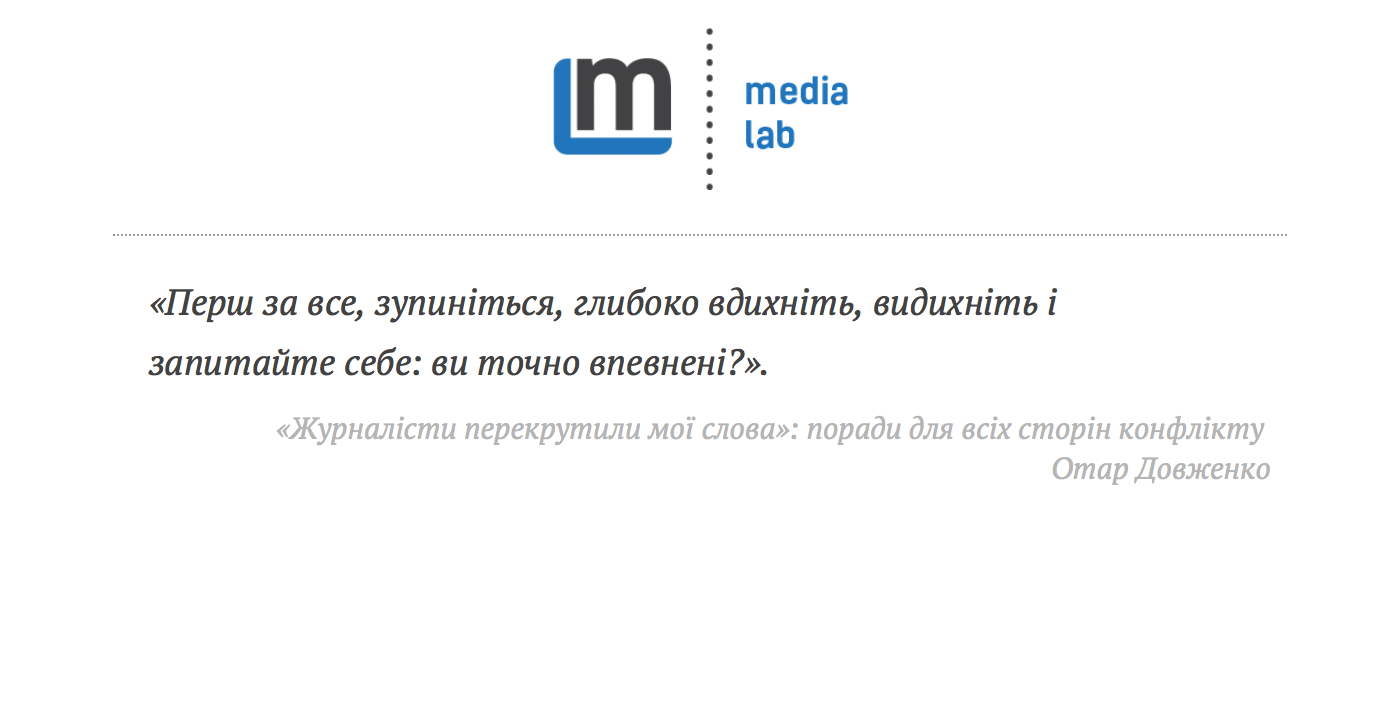 m
media
lab
«Перш за все, зупиніться, глибоко вдихніть, видихніть і
запитайте себе: ви точно впевнені?».
«Журналісти перекрутили мої слова»: поради для всіх сторін конфлікту
Отар Довженко